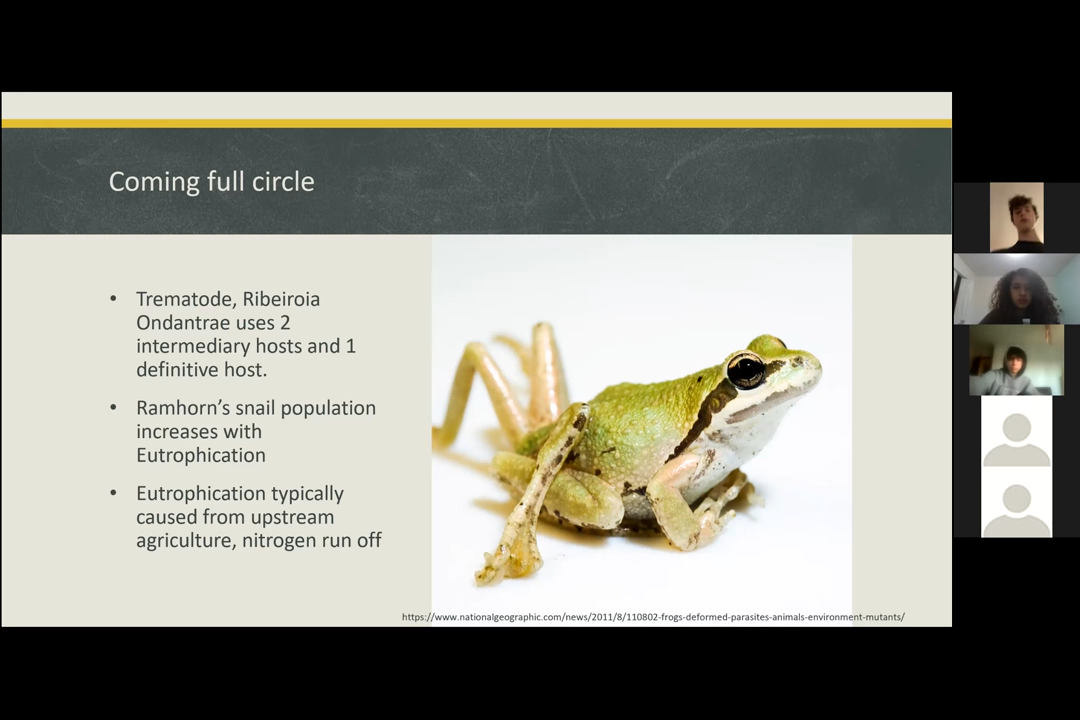 Coming full circle
• Trematode, Ribeiroia
Ondantrae uses 2
intermediary hosts and 1
definitive host.
• Ramhorn’s snail population
increases with
Eutrophication
• Eutrophication typically
caused from upstream
agriculture, nitrogen run off
https://www.nationalgeographic.com/news/2011/8/110802-frogs-deformed-parasites-animals-environment-mutants/